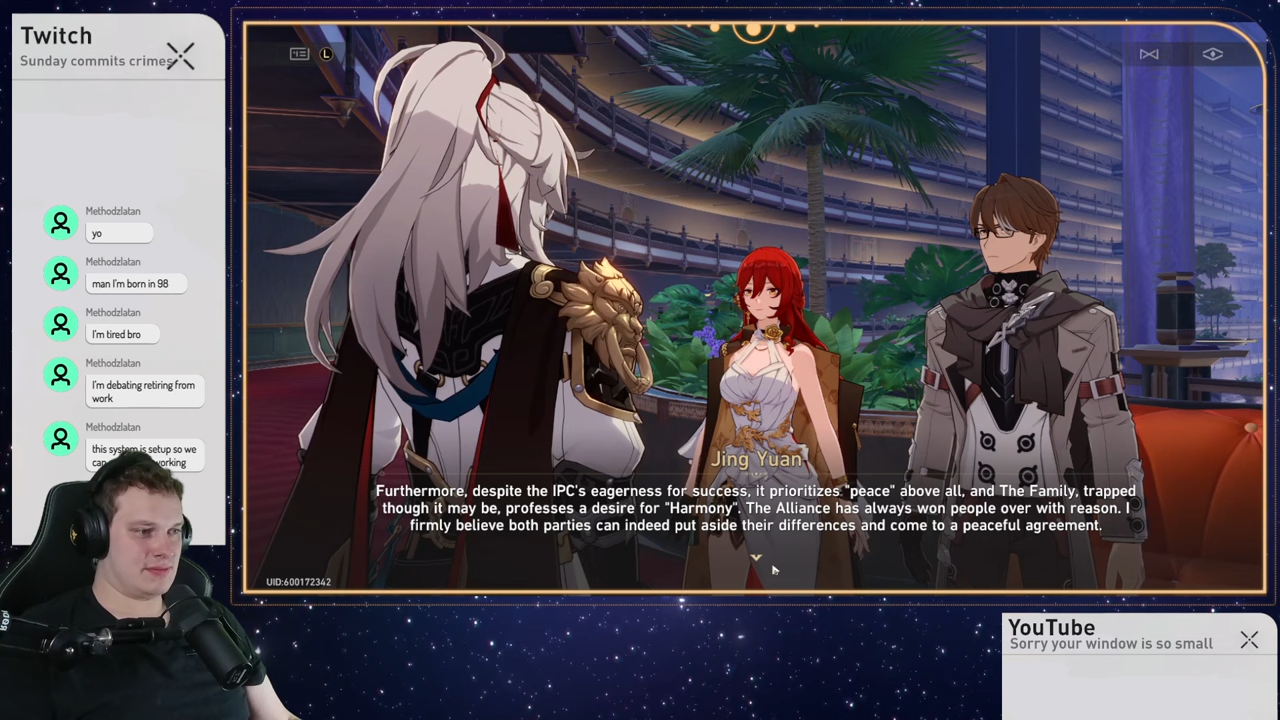 Twitch
Sunday commits crimes
L
Methodzlatan
yo
Methodzlatan
man I'm born in 98
Methodzlatan
I'm tired bro
Methodzlatan
I'm debating retiring from
work
Methodzlatan
this system is setup so we
working
Jing Yuan
Furthermore, despite the IPC's eagerness for success, it prioritizes "peace" above all, and The Family, trapped
though it may be, professes a desire for "Harmony". The Alliance has always won people over with reason. I
firmly believe both parties can indeed put aside their differences and come to a peaceful agreement.
UID:600172342
YouTube
Sorry your window is so small